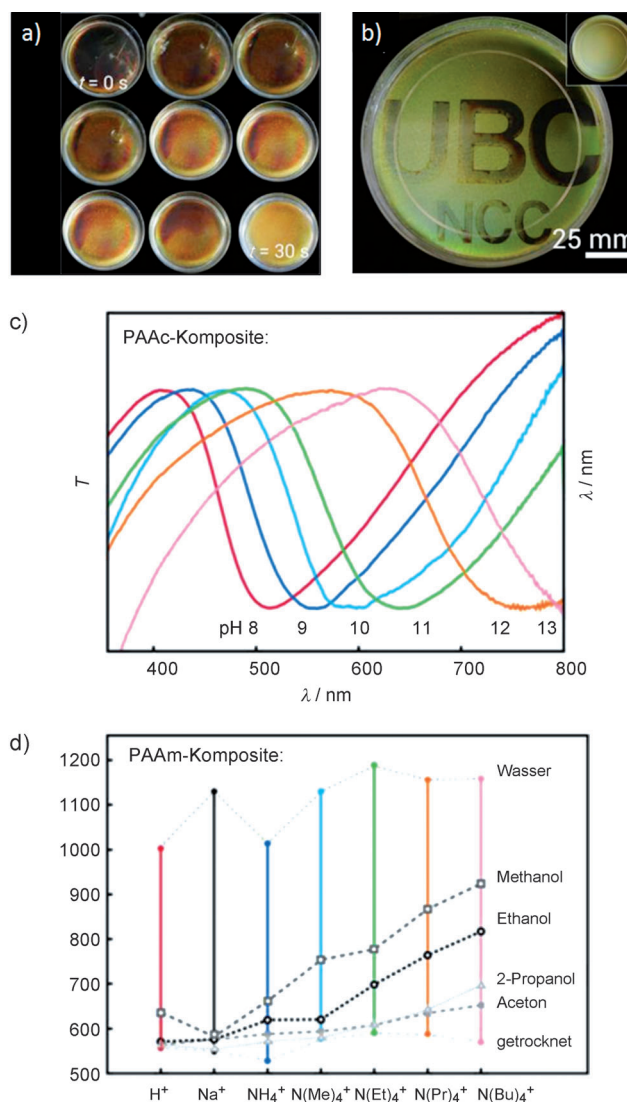 a)
t = 0 s
t = 30 s
b)
UBC
NCC
25 mm
c)
PAAc-Komposite:
T
λ / nm
pH 8 9 10 11 12 13
400 500 600 700 800
λ / nm
d)
PAAm-Komposite:
1200
1100
1000
900
800
700
600
500
Wasser
Methanol
Ethanol
2-Propanol
Aceton
getrocknet
H⁺ Na⁺ NH₄⁺ N(Me)₄⁺ N(Et)₄⁺ N(Pr)₄⁺ N(Bu)₄⁺